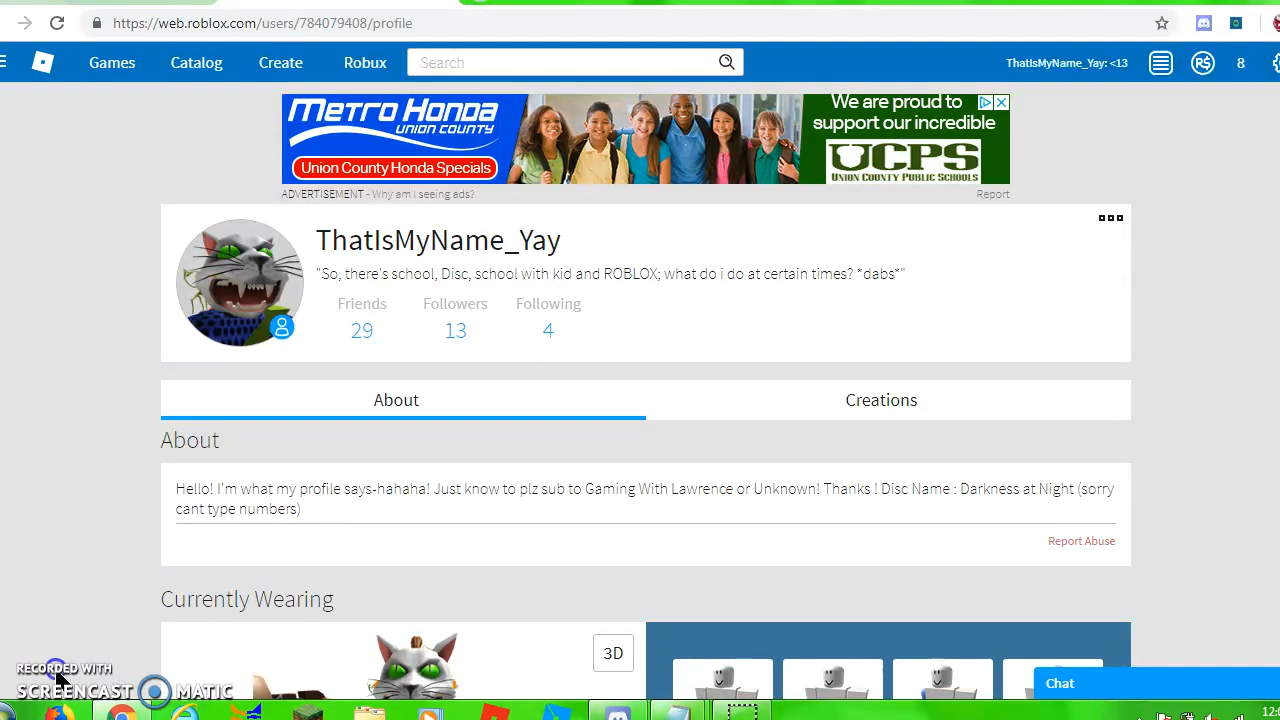 https://web.roblox.com/users/784079408/profile
Games
Catalog
Create
Robux
Search
ThatIsMyName_Yay: <13
R$
8
METRO HONDA
UNION COUNTY
Union County Honda Specials
We are proud to
support our incredible
UCPS
UNION COUNTY PUBLIC SCHOOLS
ADVERTISEMENT - Why am I seeing ads?
Report
ThatIsMyName_Yay
"So, there's school, Disc, school with kid and ROBLOX; what do i do at certain times? *dabs*"
Friends
Followers
Following
29
13
4
About
Creations
About
Hello! I'm what my profile says-hahaha! Just know to plz sub to Gaming With Lawrence or Unknown! Thanks ! Disc Name : Darkness at Night (sorry
cant type numbers)
Report Abuse
Currently Wearing
3D
RECORDED WITH
SCREENCAST MATIC
Chat